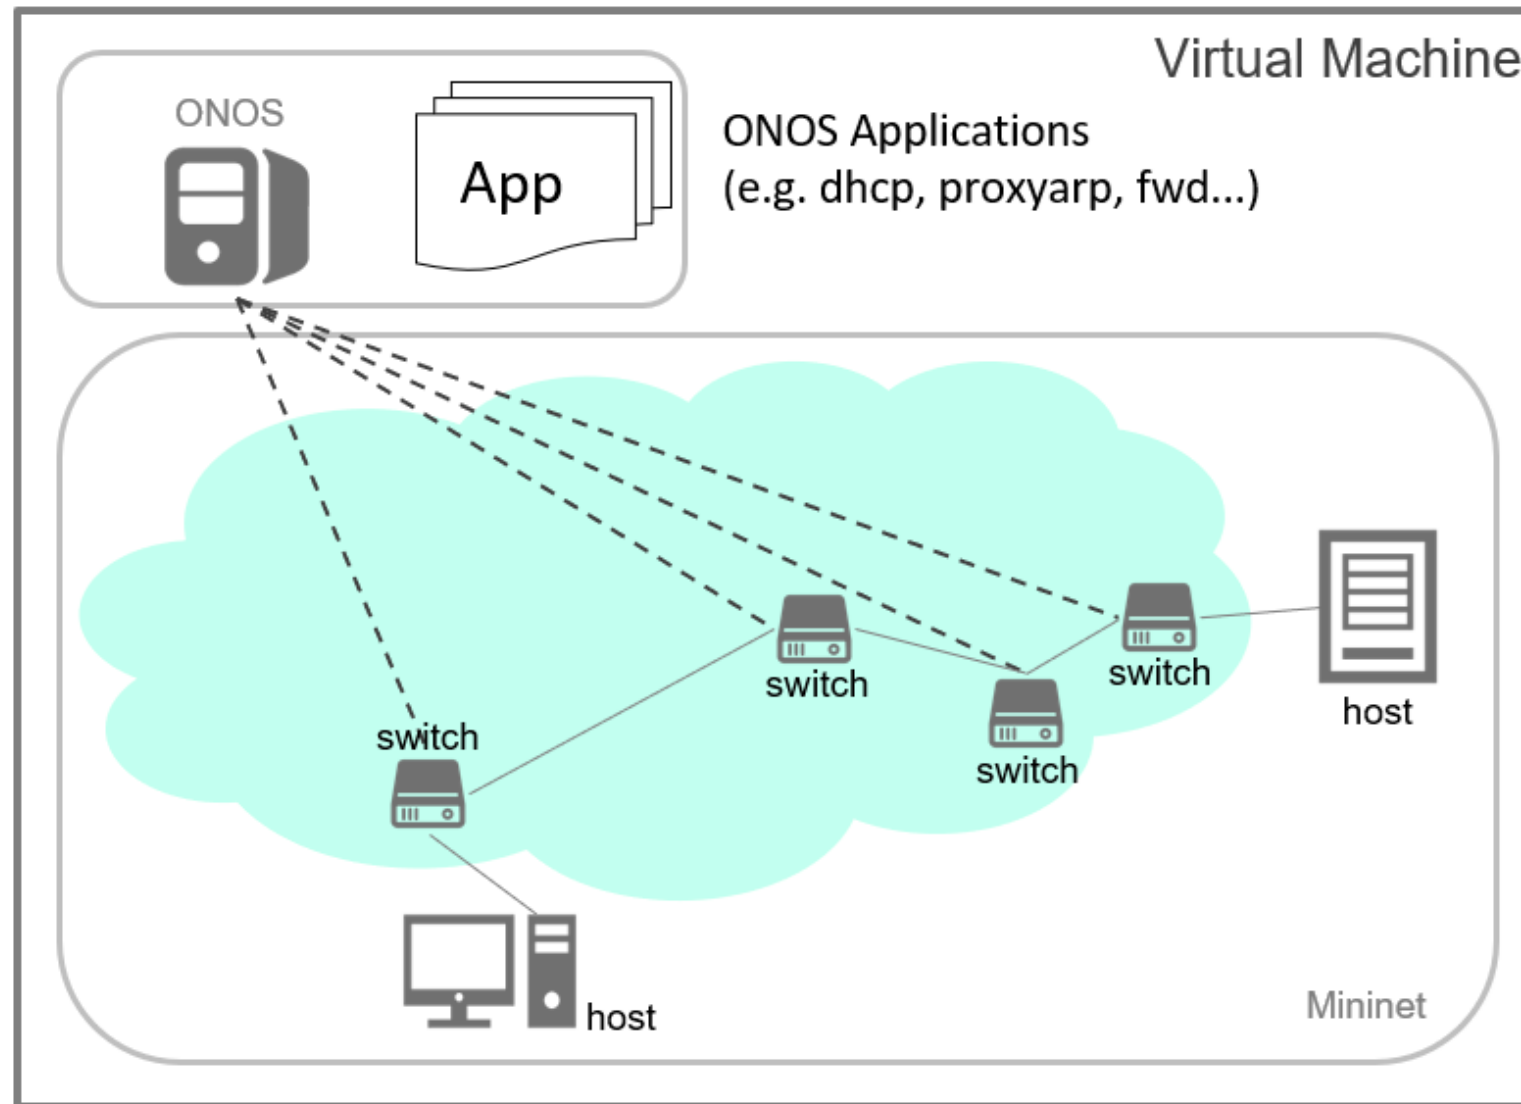 Virtual Machine
ONOS
App
ONOS Applications
(e.g. dhcp, proxyarp, fwd...)
switch
switch
switch
switch
host
host
Mininet